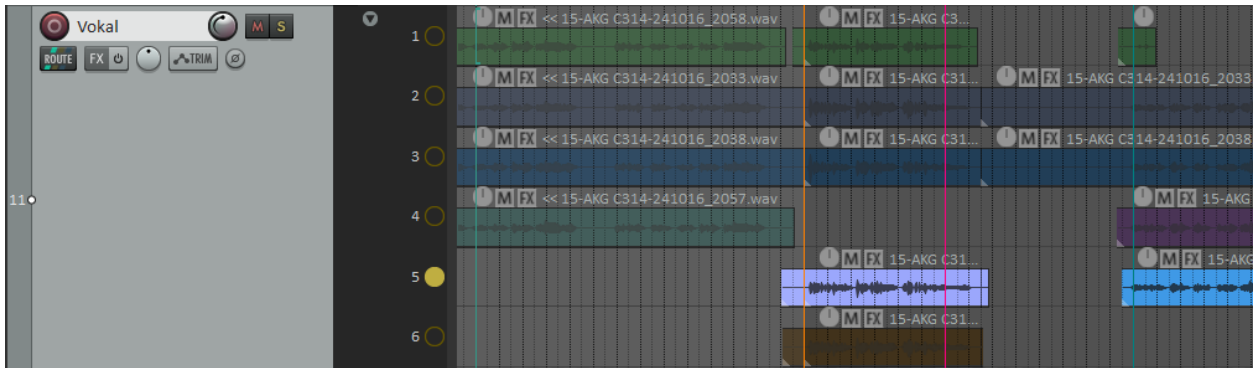 Vokal M S
ROUTE FX TRIM
11
1 M FX << 15-AKG C314-241016_2058.wav M FX 15-AKG C3...
2 M FX << 15-AKG C314-241016_2033.wav M FX 15-AKG C31... M FX 15-AKG C314-241016_2033
3 M FX << 15-AKG C314-241016_2038.wav M FX 15-AKG C31... M FX 15-AKG C314-241016_2038
4 M FX << 15-AKG C314-241016_2057.wav M FX 15-AKG
5 M FX 15-AKG C31... M FX 15-AKG
6 M FX 15-AKG C31...